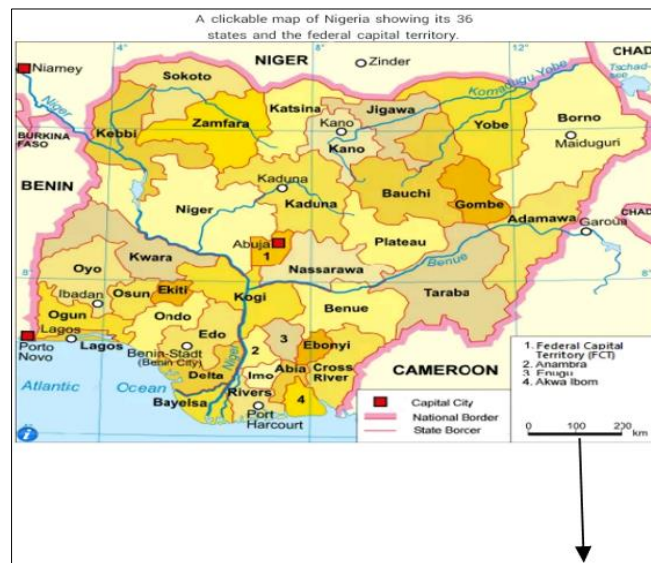 A clickable map of Nigeria showing its 36
states and the federal capital territory.
4°
8
12
NIGER
CHAD
Zinder
Niamey
Tschad-
see
Sokoto
Komadugu Yobe
Niger
Katsina
Jigawa
Borno
Zamfara
Kano
Yobe
Kebbi
Maiduguri
BURKINA
FASO
Kano
Kaduna
Bauchi
BENIN
Gombe
Niger
Kaduna
Adamawa
CHAD
Garoua
Abuja
1
Plateau
Kwara
Nassarawa
Benue
8
8
Oyo
Taraba
Ekiti
Kogi
Ibadan
Osun
Benue
Ogun
Ondo
Lagos
Edo
2
3
Ebonyi
Porto
Novo
Lagos
Benin-Stadt
(Benin City)
Niger
Abia
Cross
River
CAMEROON
Delta
Imo
Atlantic Ocean
Bayelsa
Rivers
4
Port
Harcourt
1. Federal Capital
Territory (FCT)
2. Anambra
3. Enugu
4. Akwa Ibom
Capital City
National Border
State Borcer
0 100 200
km
i